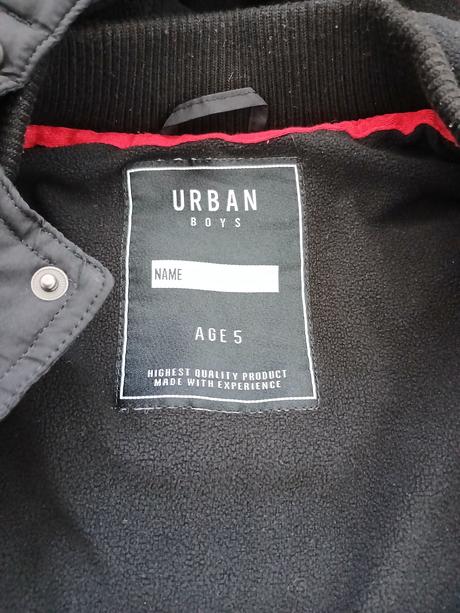 URBAN
BOYS
NAME
AGE 5
HIGHEST QUALITY PRODUCT
MADE WITH EXPERIENCE